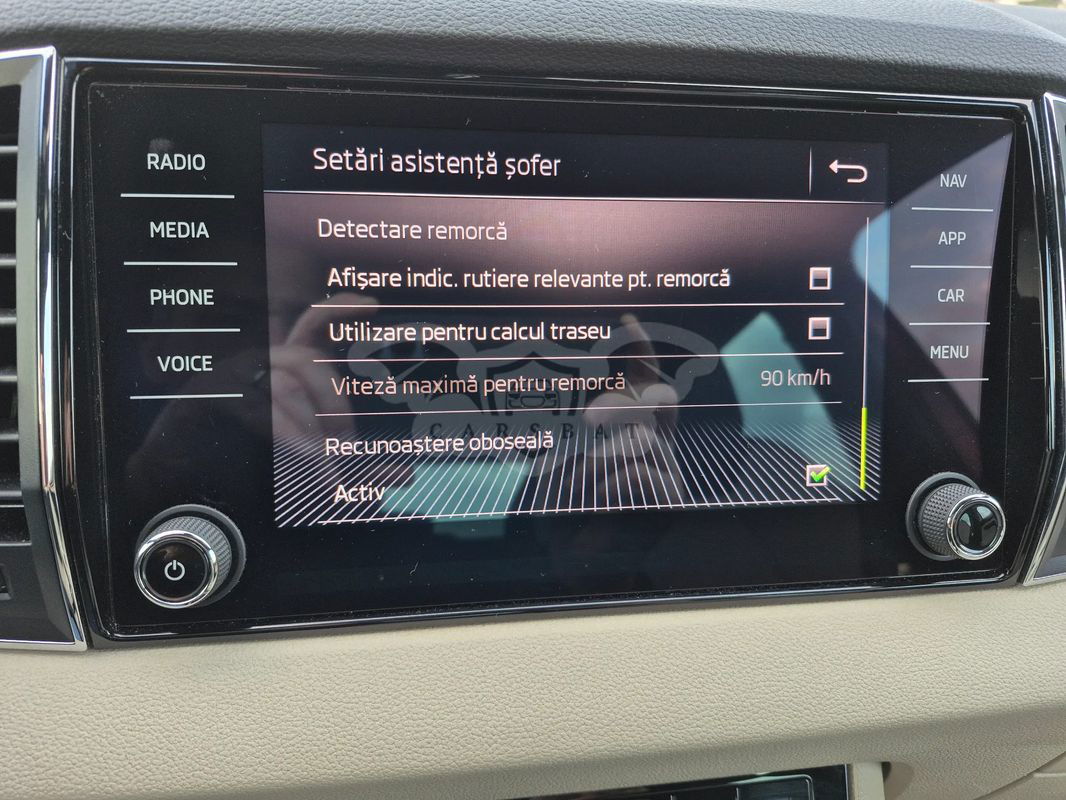 RADIO
MEDIA
PHONE
VOICE
Setări asistență șofer
Detectare remorcă
Afișare indic. rutiere relevante pt. remorcă
Utilizare pentru calcul traseu
Viteză maximă pentru remorcă 90 km/h
Recunoaștere oboseală
Activ
CARSBAT
NAV
APP
CAR
MENU